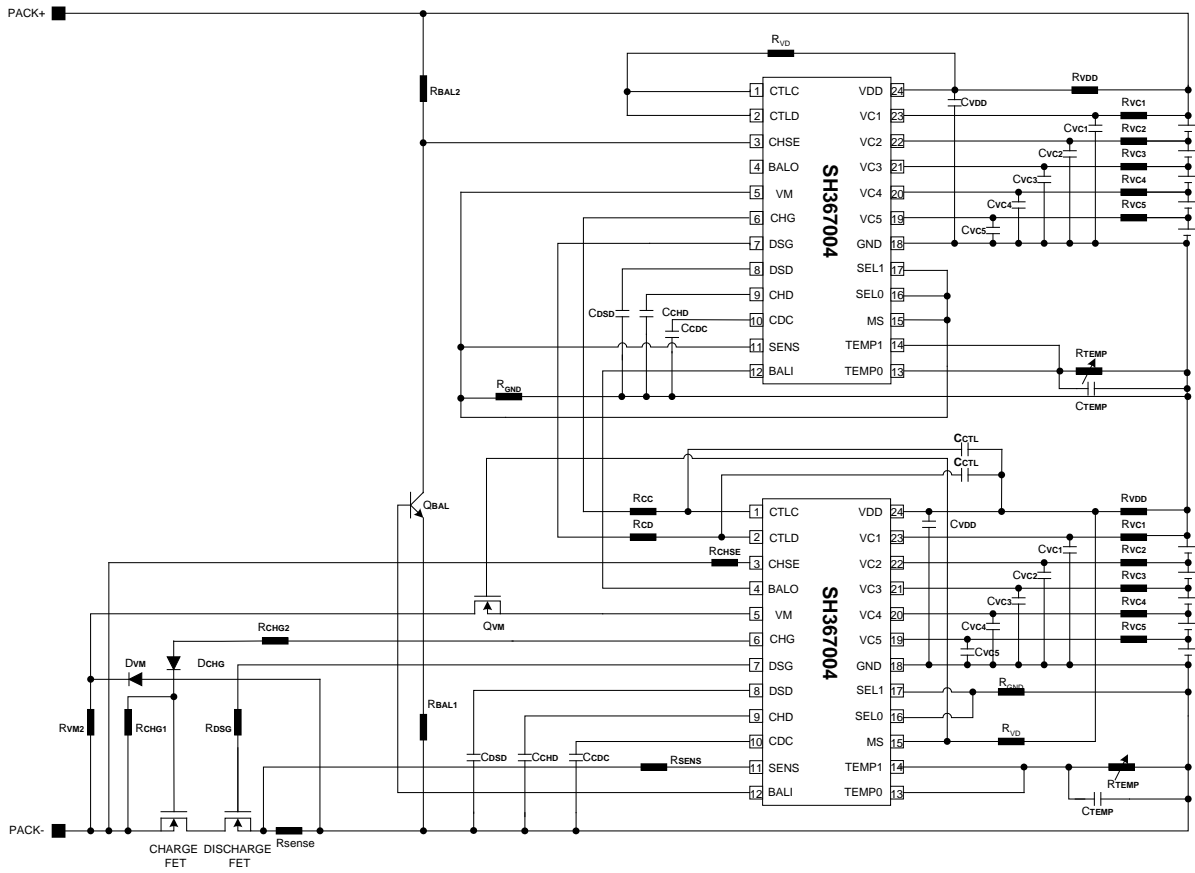 PACK+
RVD
RBAL2
1 CTLC VDD 24
2 CTLD VC1 23
3 CHSE VC2 22
4 BALO VC3 21
5 VM VC4 20
6 CHG VC5 19
7 DSG GND 18
8 DSD SEL1 17
9 CHD SEL0 16
10 CDC MS 15
11 SENS TEMP1 14
12 BALI TEMP0 13
SH367004
CVDD
RVDD
CVC1
RVC1
CVC2
RVC2
CVC3
RVC3
CVC4
RVC4
CVC5
RVC5
CDSD
CCHD
CCDC
RGND
RTEMP
CTEMP
CCTL
CCTL
QBAL
RCC
RCD
RCHSE
1 CTLC VDD 24
2 CTLD VC1 23
3 CHSE VC2 22
4 BALO VC3 21
5 VM VC4 20
6 CHG VC5 19
7 DSG GND 18
8 DSD SEL1 17
9 CHD SEL0 16
10 CDC MS 15
11 SENS TEMP1 14
12 BALI TEMP0 13
SH367004
CVDD
RVDD
CVC1
RVC1
CVC2
RVC2
CVC3
RVC3
CVC4
RVC4
CVC5
RVC5
QVM
RCHG2
DVM
DCHG
RVM2
RCHG1
RDSG
RBAL1
CDSD
CCHD
CCDC
RSENS
RGND
RVD
RTEMP
CTEMP
PACK-
CHARGE
FET
DISCHARGE
FET
Rsense